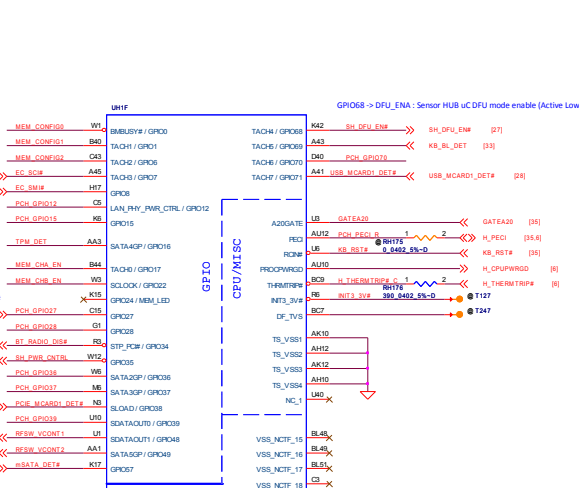 GPIO68 -> DFU_ENA : Sensor HUB uC DFU mode enable (Active Low
UH1F
MEM_CONFIG0 W1 BMBUSY# / GPIO0
MEM_CONFIG1 B40 TACH1 / GPIO1
MEM_CONFIG2 C43 TACH2 / GPIO6
EC_SCI# A45 TACH3 / GPIO7
EC_SMI# H17 GPIO8
PCH_GPIO12 C5 LAN_PHY_PWR_CTRL / GPIO12
PCH_GPIO15 K6 GPIO15
TPM_DET AA3 SATA4GP / GPIO16
MEM_CHA_EN B44 TACH0 / GPIO17
MEM_CHB_EN W3 SCLOCK / GPIO22
K15 GPIO24 / MEM_LED
PCH_GPIO27 C15 GPIO27
PCH_GPIO28 G1 GPIO28
BT_RADIO_DIS# R3 STP_PCI# / GPIO34
SH_PWR_CNTRL W12 GPIO35
PCH_GPIO36 W6 SATA2GP / GPIO36
PCH_GPIO37 M6 SATA3GP / GPIO37
PCIE_MCARD1_DET# N3 SLOAD / GPIO38
PCH_GPIO39 U10 SDATAOUT0 / GPIO39
RFSW_VCONT1 U1 SDATAOUT1 / GPIO48
RFSW_VCONT2 AA1 SATA5GP / GPIO49
mSATA_DET# K17 GPIO57
GPIO
CPU/MISC
TACH4 / GPIO68 K42 SH_DFU_EN# SH_DFU_EN# [27]
TACH5 / GPIO69 A43 KB_BL_DET [33]
TACH6 / GPIO70 D40 PCH_GPIO70
TACH7 / GPIO71 A41 USB_MCARD1_DET# USB_MCARD1_DET# [28]
A20GATE U3 GATEA20 GATEA20 [35]
PECI AU12 PCH_PECI_R 1 2 H_PECI [35,6]
@ RH175
RCIN# U6 KB_RST# 0_0402_5%~D KB_RST# [35]
PROCPWRGD AU10 H_CPUPWRGD [6]
THRMTRIP# BC9 H_THERMTRIP#_C 1 2 H_THERMTRIP# [6]
RH176
INIT3_3V# R6 INIT3_3V# 390_0402_5%~D @ T127
DF_TVS BC7 @ T247
TS_VSS1 AK10
TS_VSS2 AH12
TS_VSS3 AK12
TS_VSS4 AH10
NC_1 U40
VSS_NCTF_15 BL48
VSS_NCTF_16 BL49
VSS_NCTF_17 BL51
VSS_NCTF_18 C3